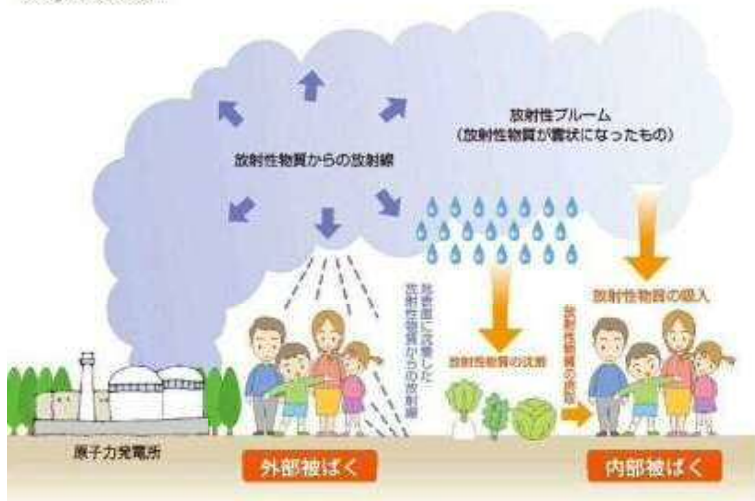 放射性プルーム
(放射性物質が雲状になったもの)
放射性物質からの放射線
放射性物質の吸入
地表面に沈着した
放射性物質からの放射線
放射性物質の沈着
放射性物質の摂取
原子力発電所
外部被ばく
内部被ばく